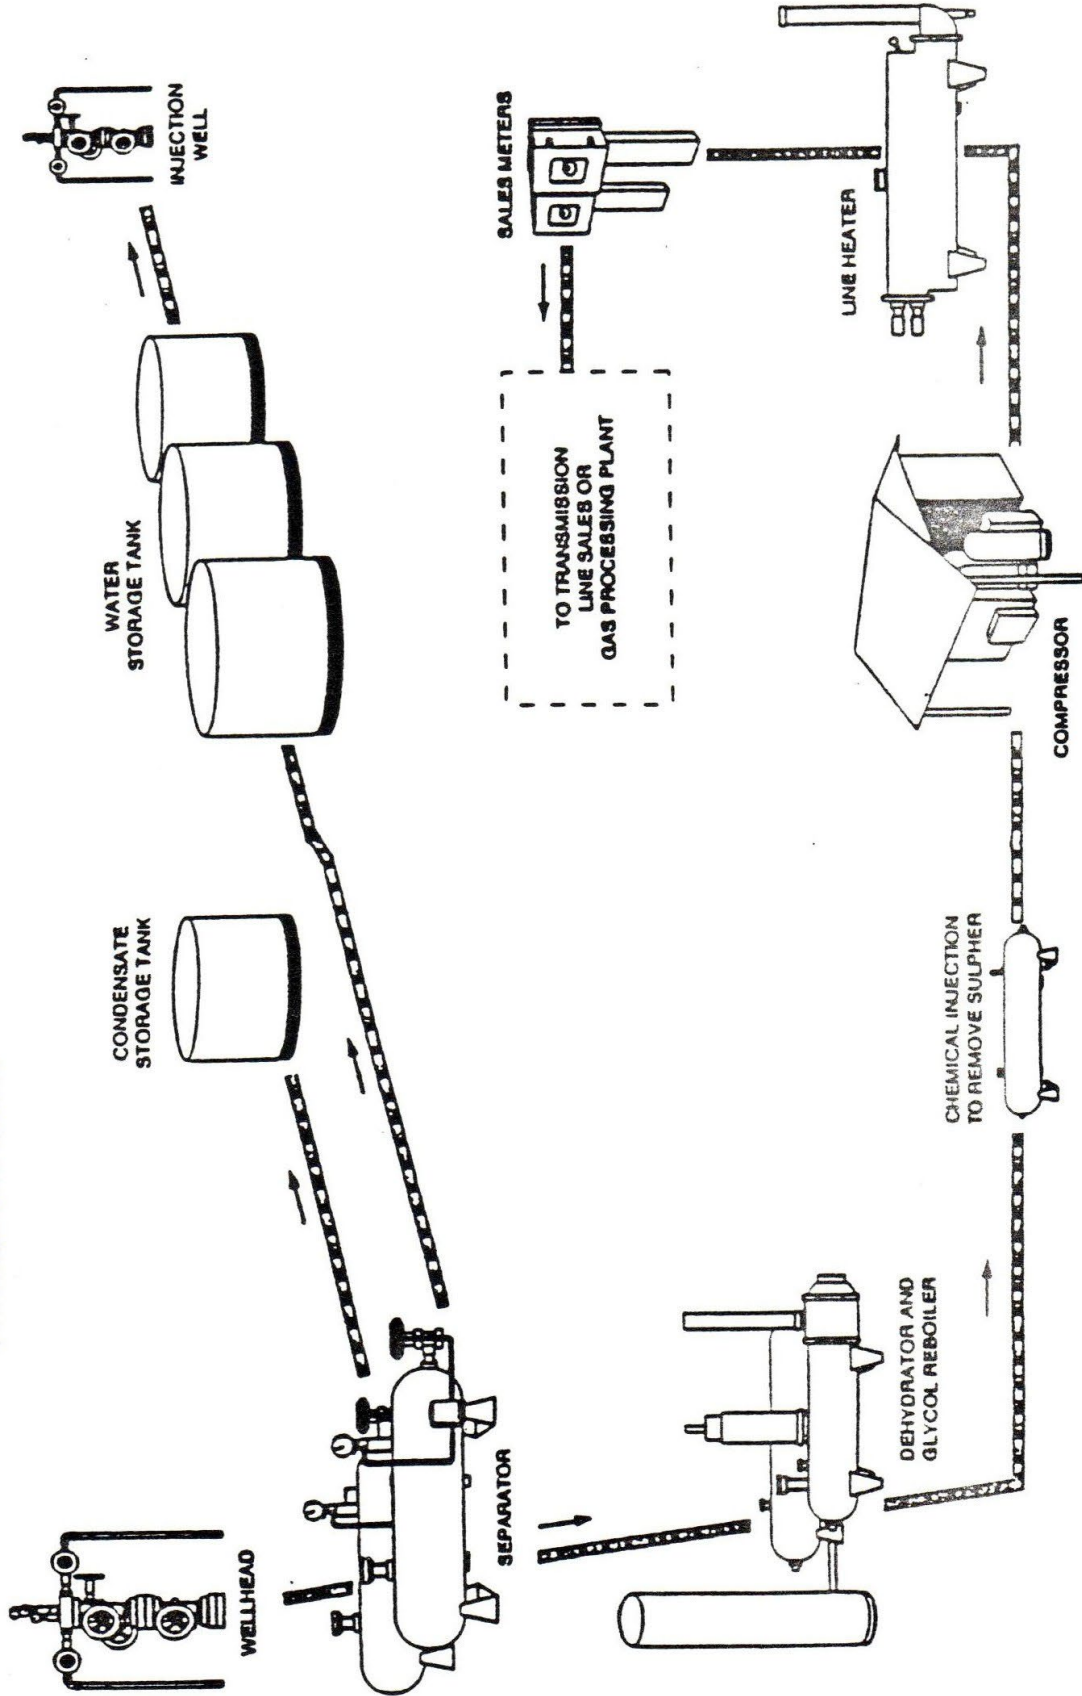 WELLHEAD
SEPARATOR
CONDENSATE
STORAGE TANK
WATER
STORAGE TANK
INJECTION
WELL
DEHYDRATOR AND
GLYCOL REBOILER
CHEMICAL INJECTION
TO REMOVE SULPHER
COMPRESSOR
LINE HEATER
SALES METERS
TO TRANSMISSION
LINE SALES OR
GAS PROCESSING PLANT